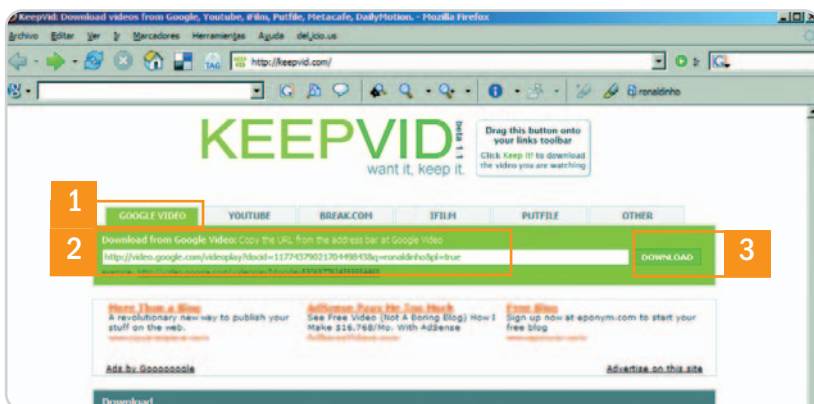 KeepVid: Download videos from Google, Youtube, iFilm, Putfile, Metacafe, DailyMotion. - Mozilla Firefox
Archivo Editar Ver Ir Marcadores Herramientas Ayuda del.icio.us
TAG http://keepvid.com/ G
ronaldinho
KEEPVID beta 1.1
want it, keep it.
Drag this button onto
your links toolbar
Click Keep it! to download
the video you are watching
1
GOOGLE VIDEO YOUTUBE BREAK.COM IFILM PUTFILE OTHER
2
Download from Google Video: Copy the URL from the address bar at Google Video
http://video.google.com/videoplay?docid=1177437902170449843&q=ronaldinho&pl=true
DOWNLOAD
3
More Than a Blog
A revolutionary new way to publish your
stuff on the web.
AdSense Pays Me Too Much
See Free Video (Not A Boring Blog) How I
Make $16,768/Mo. With AdSense
Free Blog
Sign up now at eponym.com to start your
free blog
Ads by Goooooogle
Advertise on this site
Download